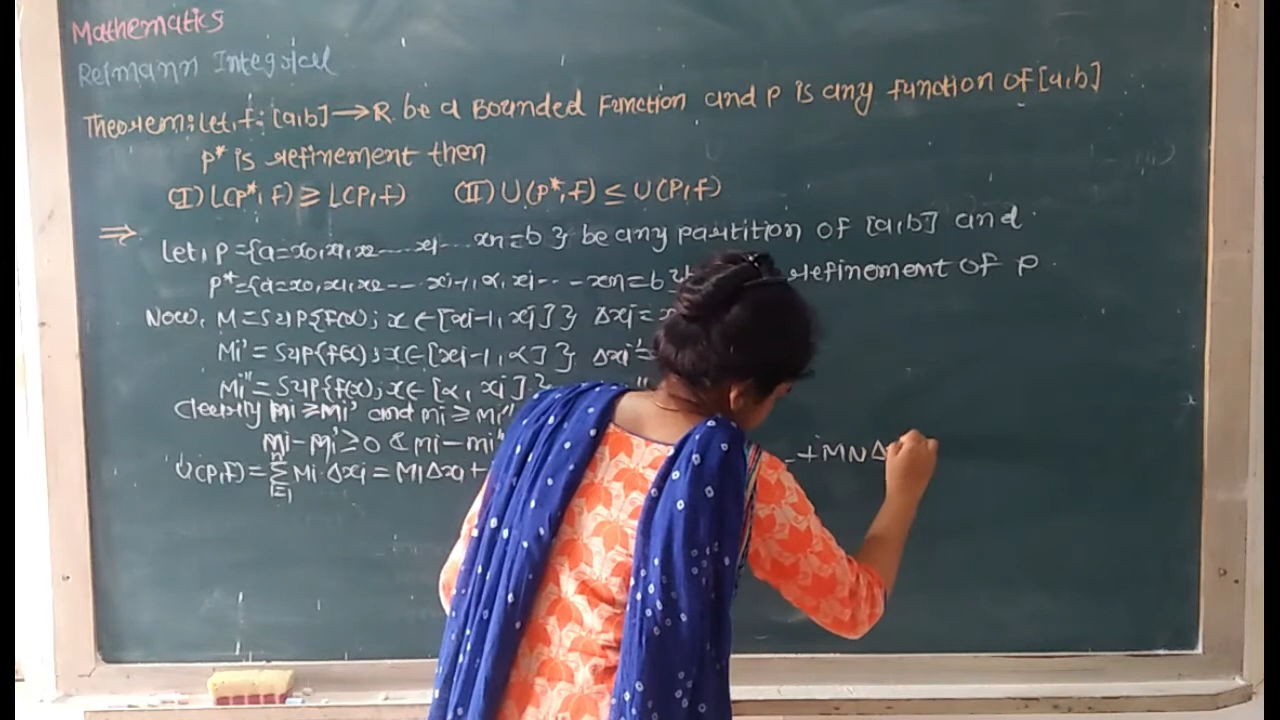 Mathematics
Reimann Integral
Theorem: Let, f: [a,b] → R be a Bounded Function and P is any function of [a,b]
P* is refinement then
(I) L(P*, f) ≥ L(P, f) (II) U(P*, f) ≤ U(P, f)
⇒ Let, P = {a=x0, x1, x2 ---- xi --- xn=b } be any partition of [a,b] and
P*={a=x0, x1, x2 --- xi-1, α, xi -- - xn=b refinement of P
Now, M = SUP{f(x); x ∈ [xi-1, xi]} Δxi =
Mi' = SUP{f(x); x ∈ [xi-1, α]} Δxi' =
Mi" = SUP{f(x); x ∈ [α, xi] }
Clearly Mi ≥ Mi' and mi ≥ Mi"
Mi - Mi' ≥ 0 & mi - mi"
U(P,f) = n Σ i=1 Mi Δxi = M1 Δx1 + - + MN Δ